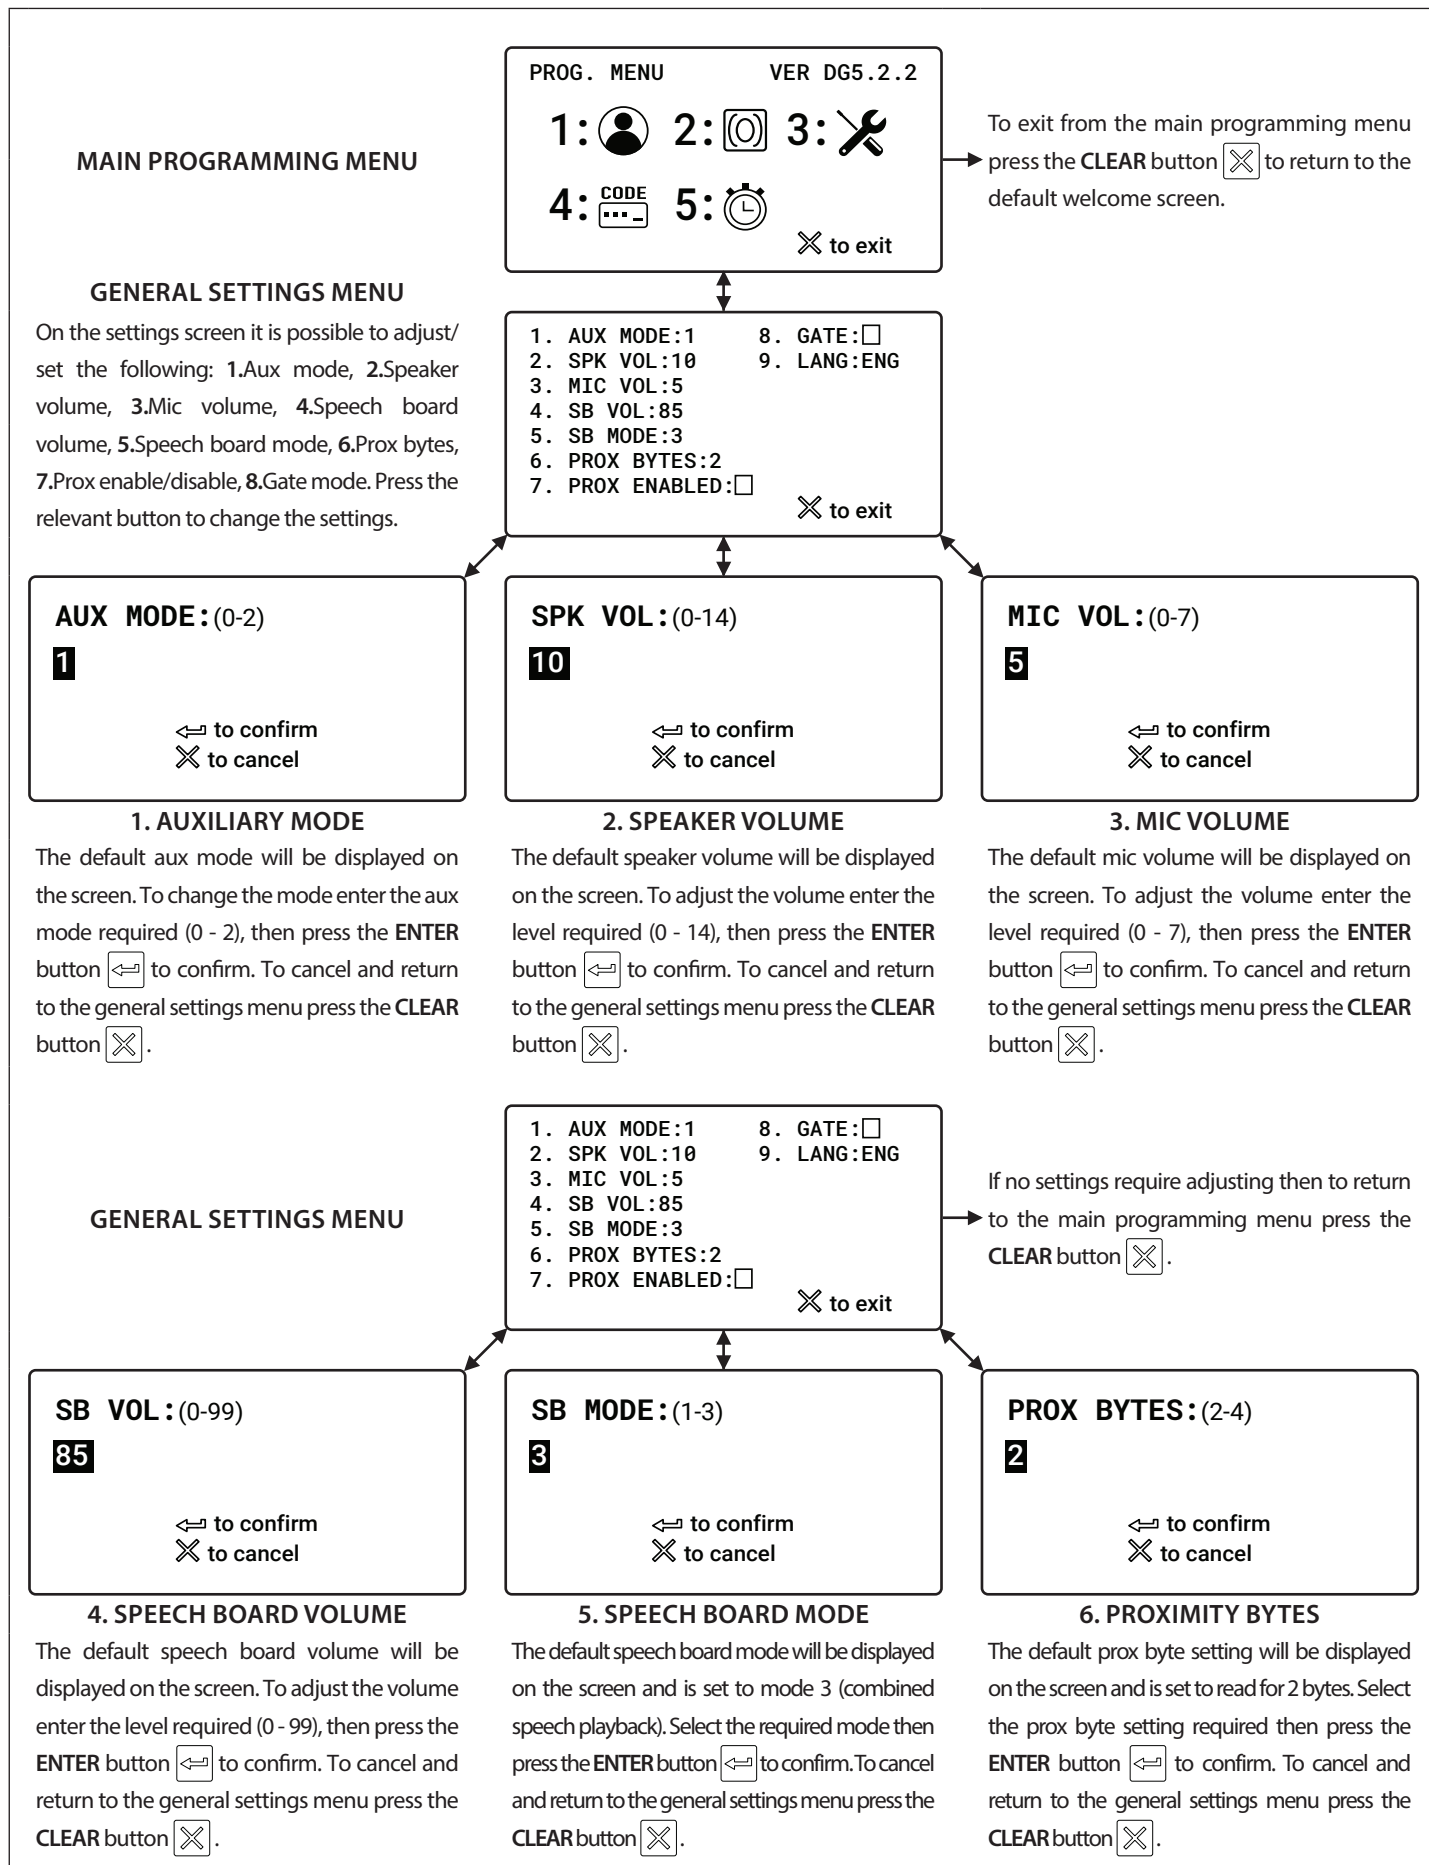 PROG. MENU VER DG5.2.2
1: 2: 3:
MAIN PROGRAMMING MENU
4: CODE 5:
to exit
To exit from the main programming menu
press the CLEAR button to return to the
default welcome screen.
GENERAL SETTINGS MENU
On the settings screen it is possible to adjust/
set the following: 1.Aux mode, 2.Speaker
volume, 3.Mic volume, 4.Speech board
volume, 5.Speech board mode, 6.Prox bytes,
7.Prox enable/disable, 8.Gate mode. Press the
relevant button to change the settings.
1. AUX MODE:1 8. GATE:
2. SPK VOL:10 9. LANG:ENG
3. MIC VOL:5
4. SB VOL:85
5. SB MODE:3
6. PROX BYTES:2
7. PROX ENABLED:
to exit
AUX MODE:(0-2)
1
to confirm
to cancel
1. AUXILIARY MODE
The default aux mode will be displayed on
the screen. To change the mode enter the aux
mode required (0 - 2), then press the ENTER
button to confirm. To cancel and return
to the general settings menu press the CLEAR
button .
SPK VOL:(0-14)
10
to confirm
to cancel
2. SPEAKER VOLUME
The default speaker volume will be displayed
on the screen. To adjust the volume enter the
level required (0 - 14), then press the ENTER
button to confirm. To cancel and return
to the general settings menu press the CLEAR
button .
MIC VOL:(0-7)
5
to confirm
to cancel
3. MIC VOLUME
The default mic volume will be displayed on
the screen. To adjust the volume enter the
level required (0 - 7), then press the ENTER
button to confirm. To cancel and return
to the general settings menu press the CLEAR
button .
GENERAL SETTINGS MENU
1. AUX MODE:1 8. GATE:
2. SPK VOL:10 9. LANG:ENG
3. MIC VOL:5
4. SB VOL:85
5. SB MODE:3
6. PROX BYTES:2
7. PROX ENABLED:
to exit
If no settings require adjusting then to return
to the main programming menu press the
CLEAR button .
SB VOL:(0-99)
85
to confirm
to cancel
4. SPEECH BOARD VOLUME
The default speech board volume will be
displayed on the screen. To adjust the volume
enter the level required (0 - 99), then press the
ENTER button to confirm. To cancel and
return to the general settings menu press the
CLEAR button .
SB MODE:(1-3)
3
to confirm
to cancel
5. SPEECH BOARD MODE
The default speech board mode will be displayed
on the screen and is set to mode 3 (combined
speech playback). Select the required mode then
press the ENTER button to confirm. To cancel
and return to the general settings menu press the
CLEAR button .
PROX BYTES:(2-4)
2
to confirm
to cancel
6. PROXIMITY BYTES
The default prox byte setting will be displayed
on the screen and is set to read for 2 bytes. Select
the prox byte setting required then press the
ENTER button to confirm. To cancel and
return to the general settings menu press the
CLEAR button .